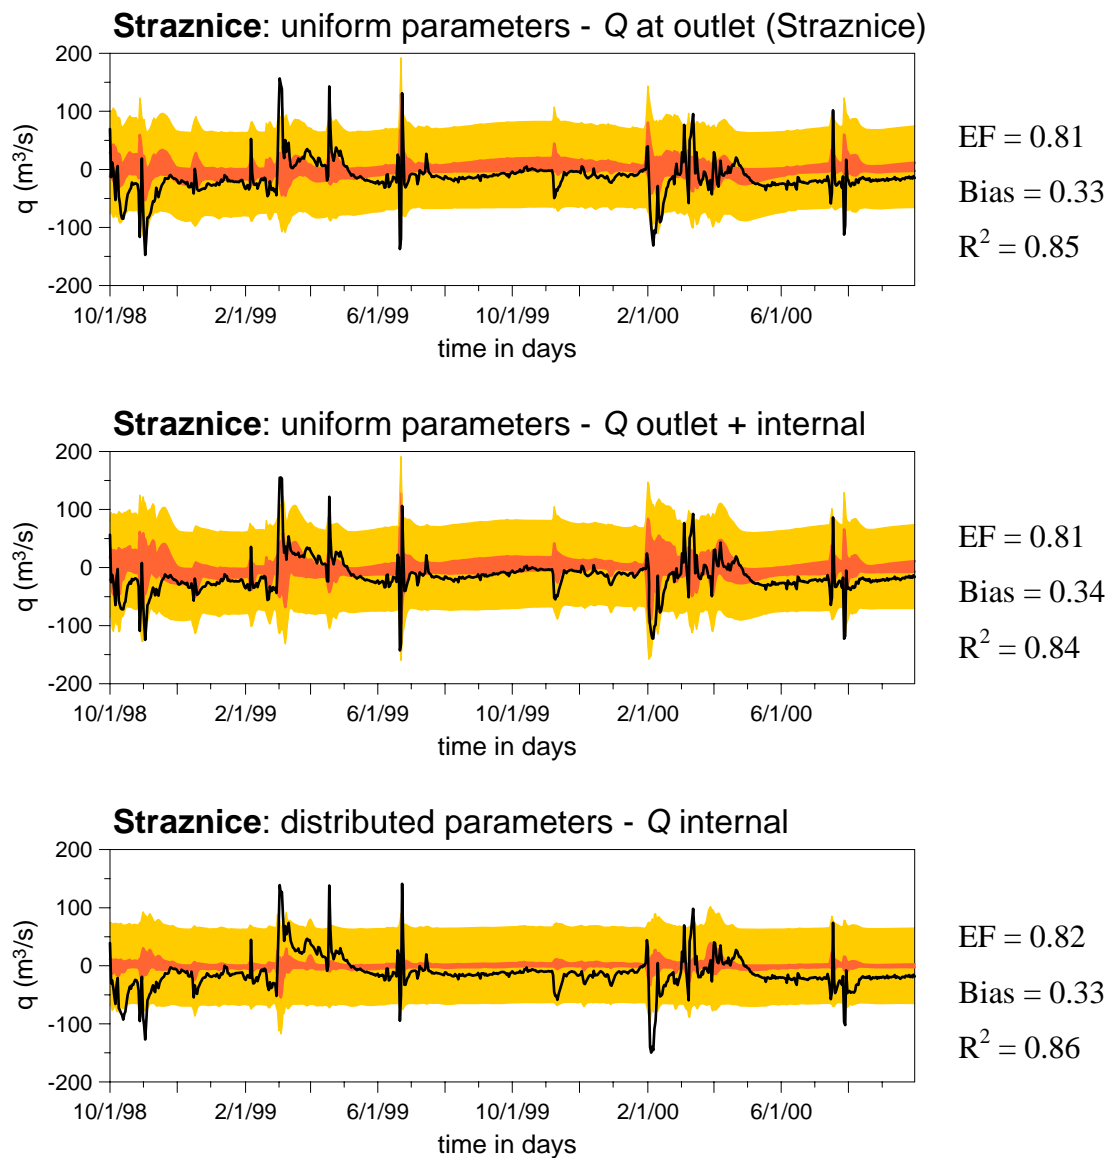 Straznice: uniform parameters - Q at outlet (Straznice)
200
100
0
-100
-200
q (m³/s)
10/1/98 2/1/99 6/1/99 10/1/99 2/1/00 6/1/00
time in days
EF = 0.81
Bias = 0.33
R² = 0.85
Straznice: uniform parameters - Q outlet + internal
200
100
0
-100
-200
q (m³/s)
10/1/98 2/1/99 6/1/99 10/1/99 2/1/00 6/1/00
time in days
EF = 0.81
Bias = 0.34
R² = 0.84
Straznice: distributed parameters - Q internal
200
100
0
-100
-200
q (m³/s)
10/1/98 2/1/99 6/1/99 10/1/99 2/1/00 6/1/00
time in days
EF = 0.82
Bias = 0.33
R² = 0.86